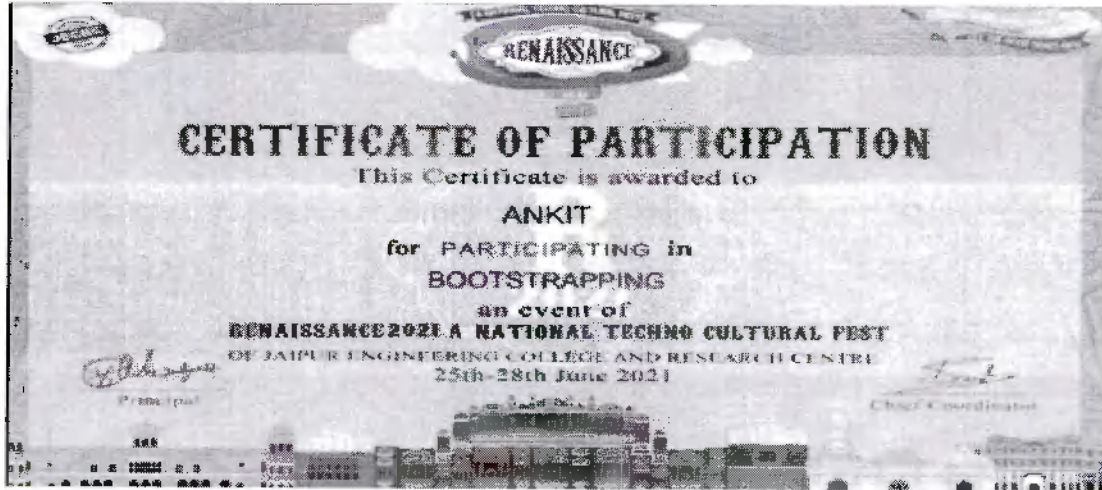 RENAISSANCE
CERTIFICATE OF PARTICIPATION
This Certificate is awarded to
ANKIT
for PARTICIPATING in
BOOTSTRAPPING
an event of
RENAISSANCE2021 A NATIONAL TECHNO CULTURAL FEST
OF JAIPUR ENGINEERING COLLEGE AND RESEARCH CENTRE
25th-28th June 2021
Principal
Chief Coordinator